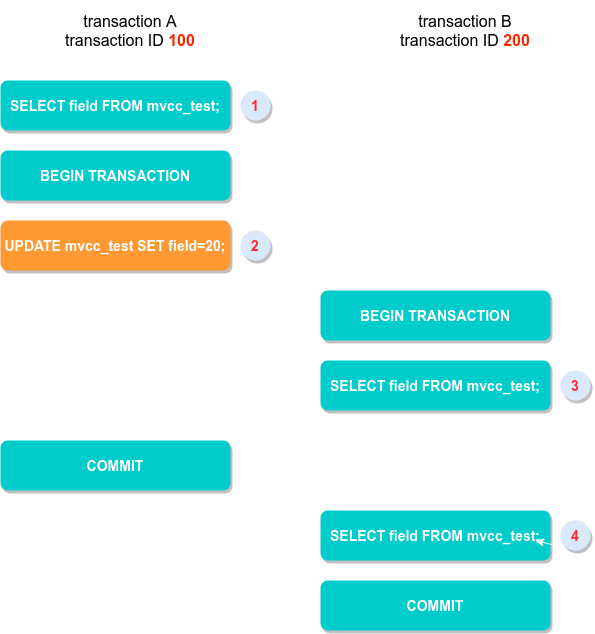 transaction A
transaction ID 100
transaction B
transaction ID 200
SELECT field FROM mvcc_test;
1
BEGIN TRANSACTION
UPDATE mvcc_test SET field=20;
2
BEGIN TRANSACTION
SELECT field FROM mvcc_test;
3
COMMIT
SELECT field FROM mvcc_test;
4
COMMIT